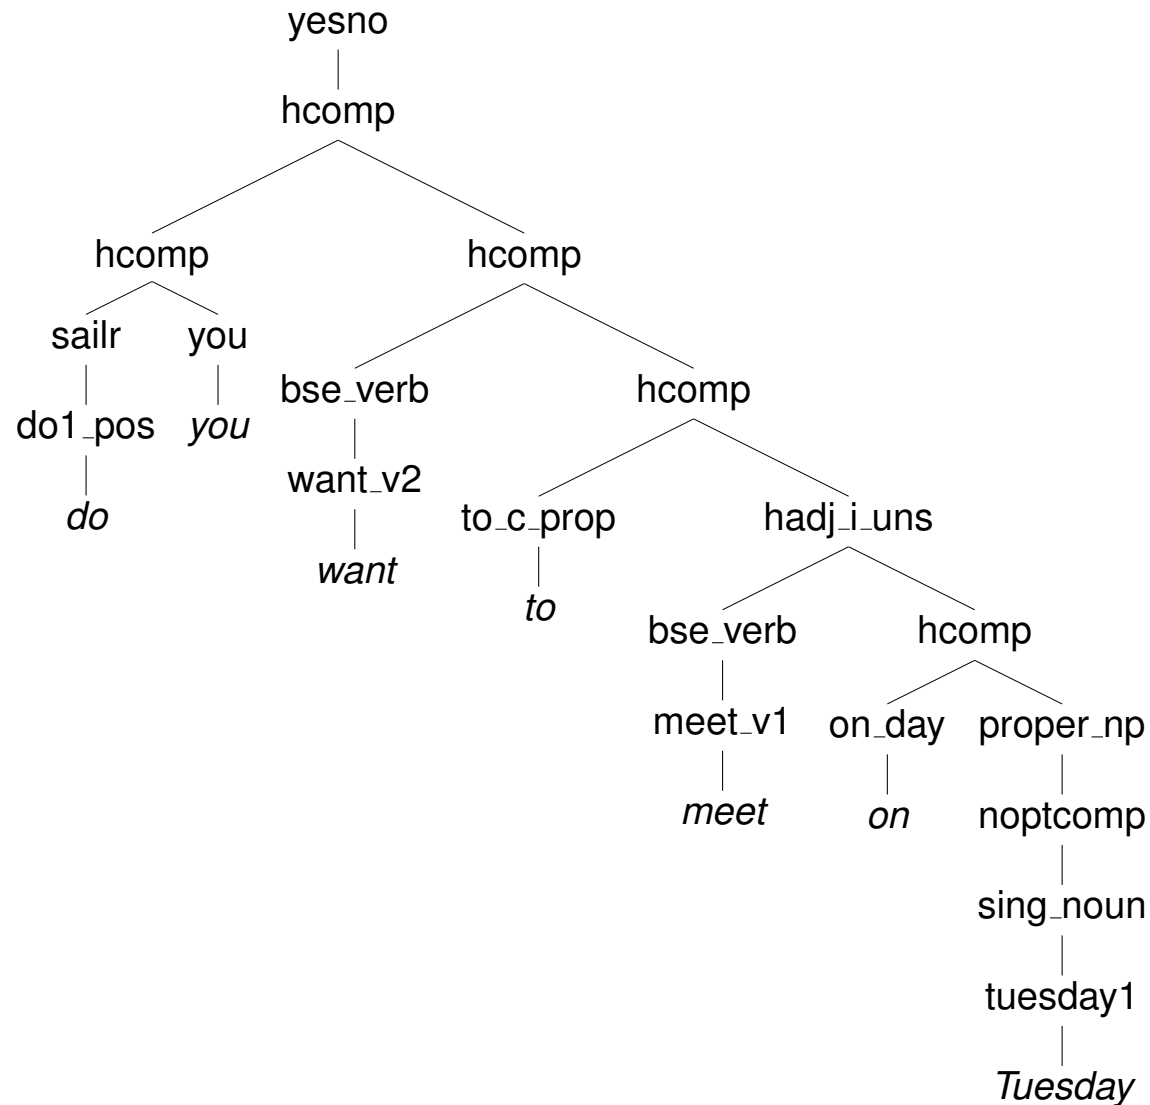 yesno
hcomp
hcomp hcomp
sailr you
bse_verb hcomp
do1_pos you
want_v2
do to_c_prop hadj_i_uns
want
to
bse_verb hcomp
meet_v1 on_day proper_np
meet on noptcomp
sing_noun
tuesday1
Tuesday